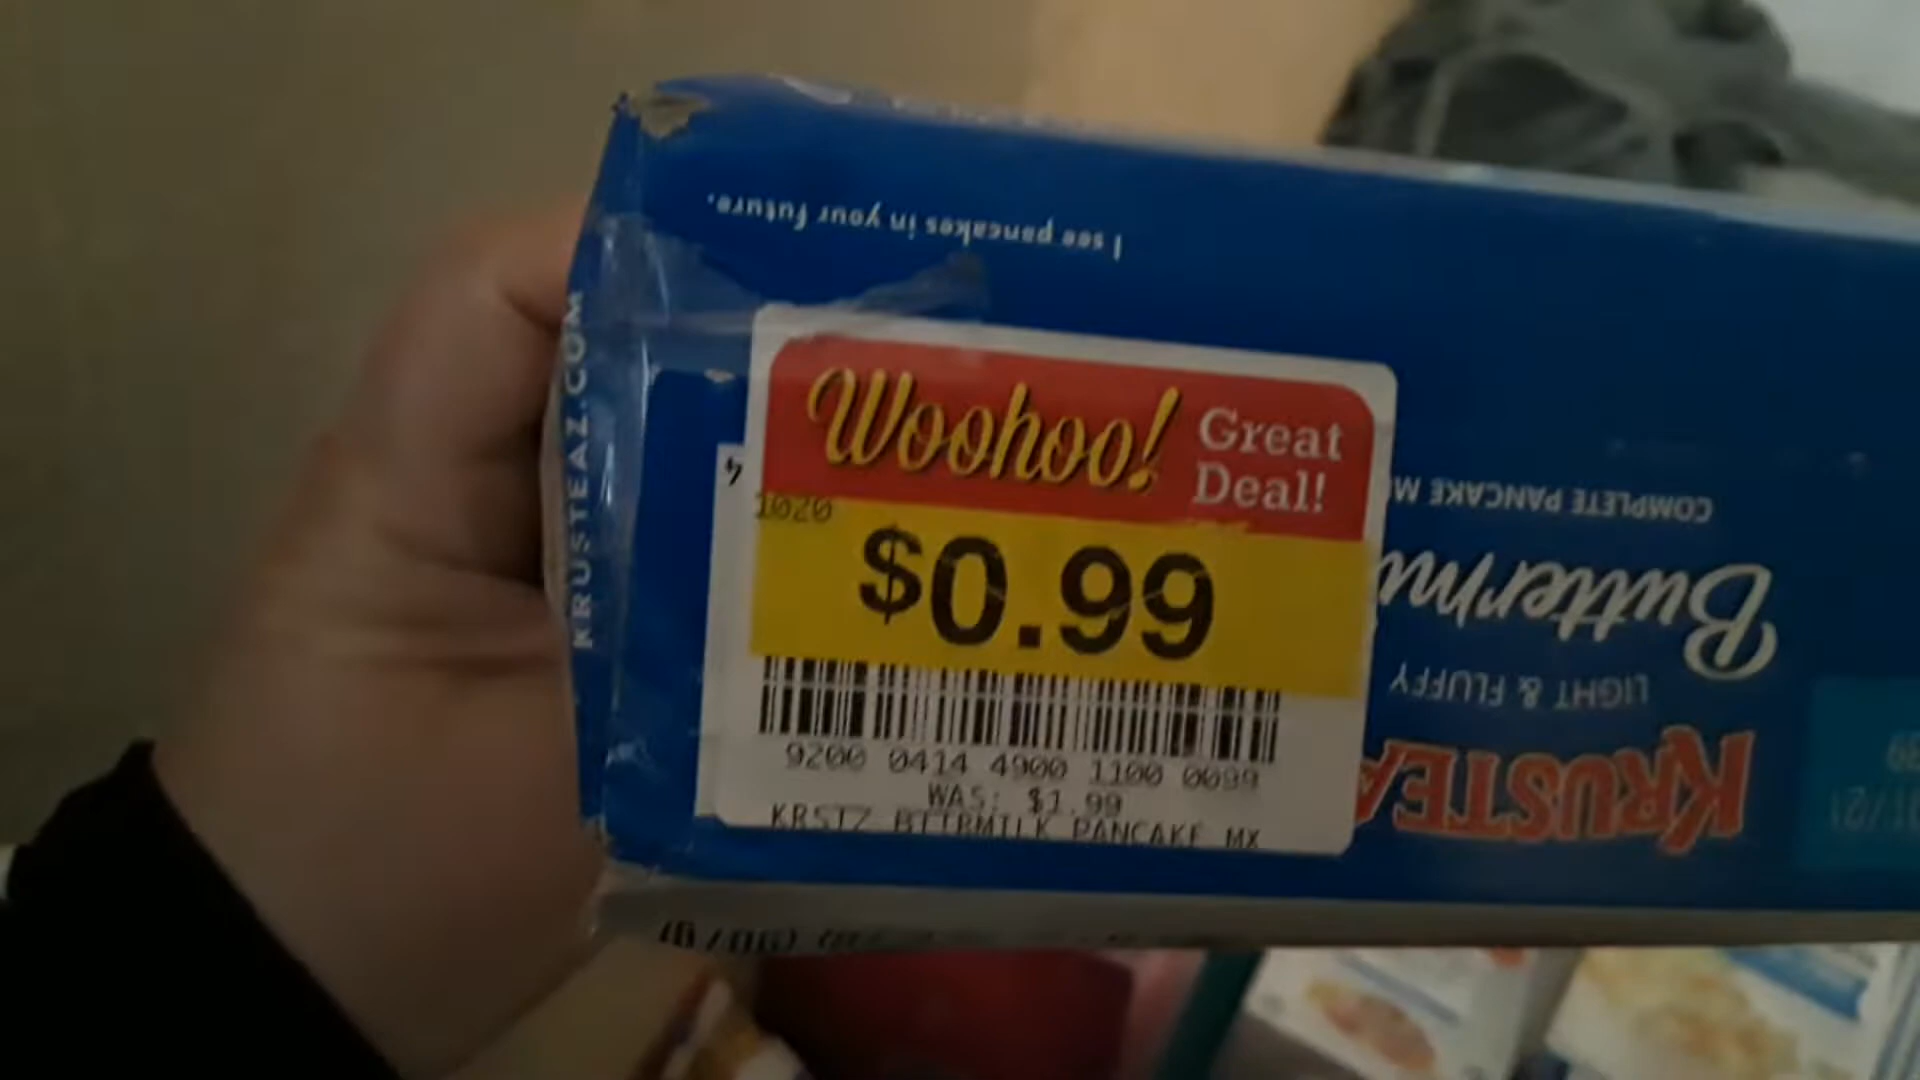 Woohoo! Great
Deal!
1020
$0.99
9200 0414 4900 1100 0099
WAS: $1.99
KRSTZ BTTRMILK PANCAKE MX
I see pancakes in your future.
KRUSTEAZ.COM
KRUSTEA
LIGHT & FLUFFY
Butterm
COMPLETE PANCAKE M